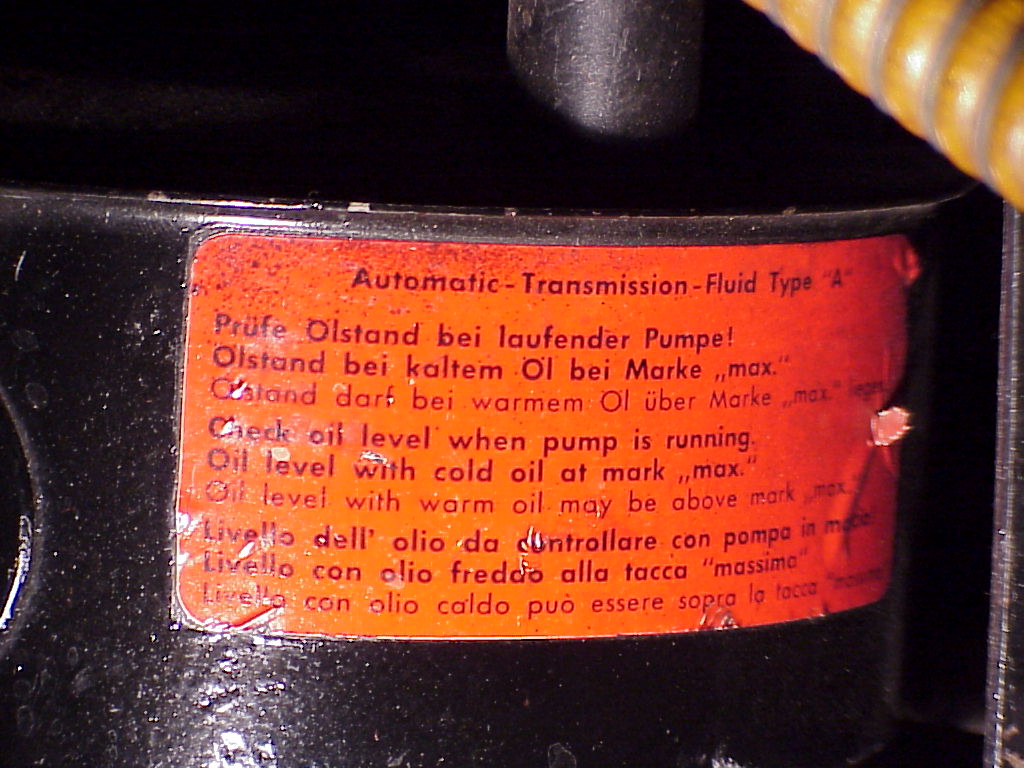 Automatic - Transmission - Fluid Type "A"
Prüfe Ölstand bei laufender Pumpe!
Ölstand bei kaltem Öl bei Marke „max.“
Ölstand darf bei warmem Öl über Marke „max.“ liegen
Check oil level when pump is running.
Oil level with cold oil at mark „max.“
Oil level with warm oil may be above mark „max.“
Livello dell' olio da controllare con pompa in
Livello con olio freddo alla tacca "massima"
Livello con olio caldo può essere sopra la tacca "massima"